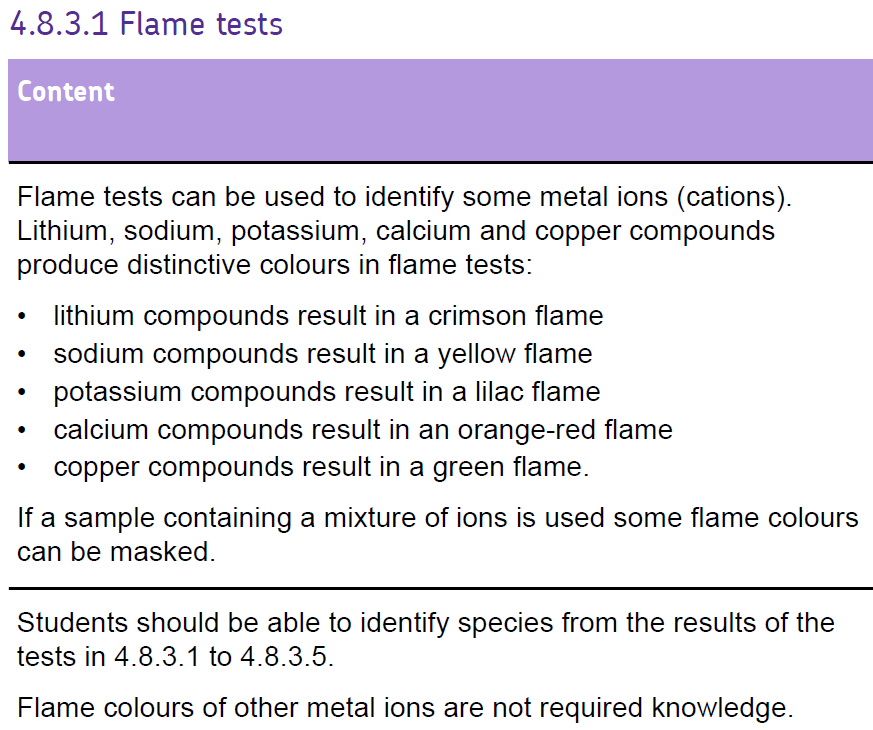 4.8.3.1 Flame tests
Content
Flame tests can be used to identify some metal ions (cations).
Lithium, sodium, potassium, calcium and copper compounds
produce distinctive colours in flame tests:
• lithium compounds result in a crimson flame
• sodium compounds result in a yellow flame
• potassium compounds result in a lilac flame
• calcium compounds result in an orange-red flame
• copper compounds result in a green flame.
If a sample containing a mixture of ions is used some flame colours
can be masked.
Students should be able to identify species from the results of the
tests in 4.8.3.1 to 4.8.3.5.
Flame colours of other metal ions are not required knowledge.